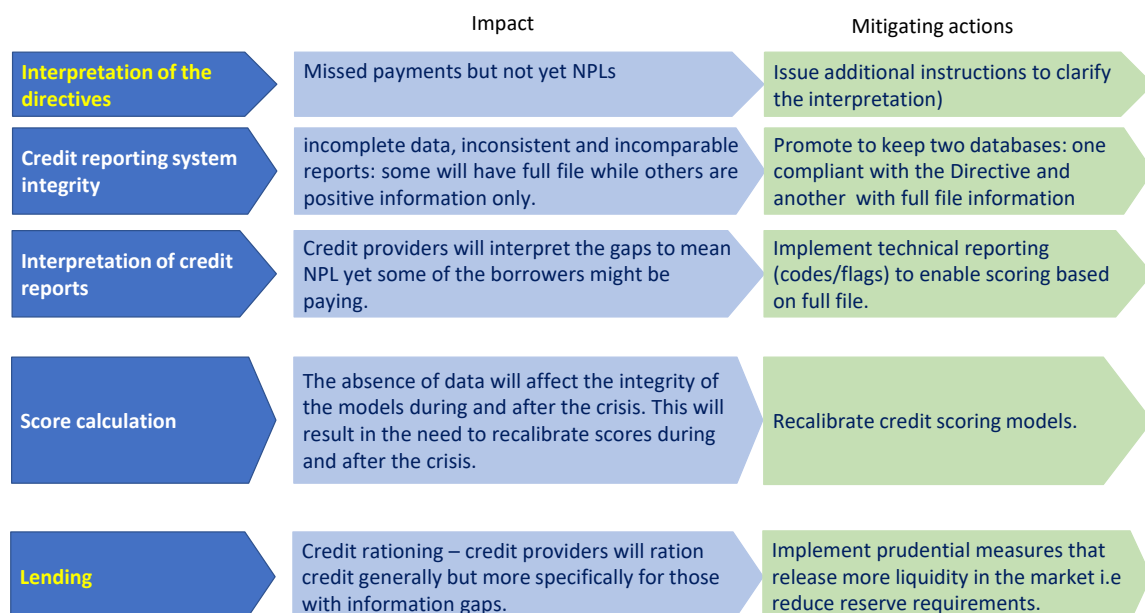 Impact
Mitigating actions
Interpretation of the
directives
Missed payments but not yet NPLs
Issue additional instructions to clarify
the interpretation)
Credit reporting system
integrity
incomplete data, inconsistent and incomparable
reports: some will have full file while others are
positive information only.
Promote to keep two databases: one
compliant with the Directive and
another with full file information
Interpretation of credit
reports
Credit providers will interpret the gaps to mean
NPL yet some of the borrowers might be
paying.
Implement technical reporting
(codes/flags) to enable scoring based
on full file.
Score calculation
The absence of data will affect the integrity of
the models during and after the crisis. This will
result in the need to recalibrate scores during
and after the crisis.
Recalibrate credit scoring models.
Lending
Credit rationing – credit providers will ration
credit generally but more specifically for those
with information gaps.
Implement prudential measures that
release more liquidity in the market i.e
reduce reserve requirements.